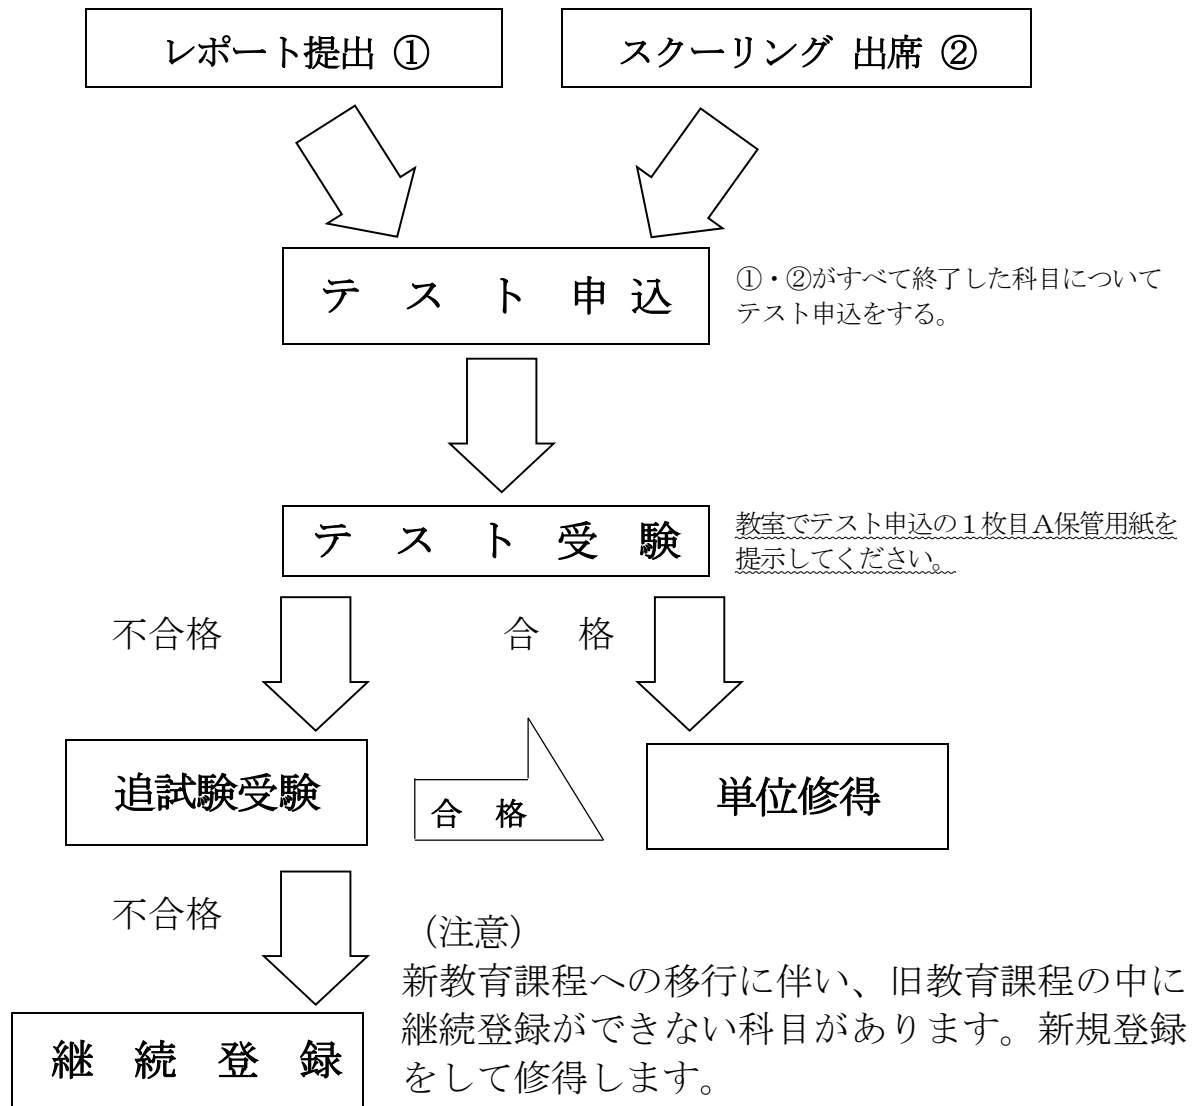 レポート提出 ①
スクーリング 出席 ②
テ ス ト 申 込
①・②がすべて終了した科目について
テスト申込をする。
テ ス ト 受 験
教室でテスト申込の１枚目Ａ保管用紙を
提示してください。
不合格
合 格
追試験受験
合 格
単位修得
不合格
（注意）
新教育課程への移行に伴い、旧教育課程の中に
継続登録ができない科目があります。新規登録
をして修得します。
継 続 登 録